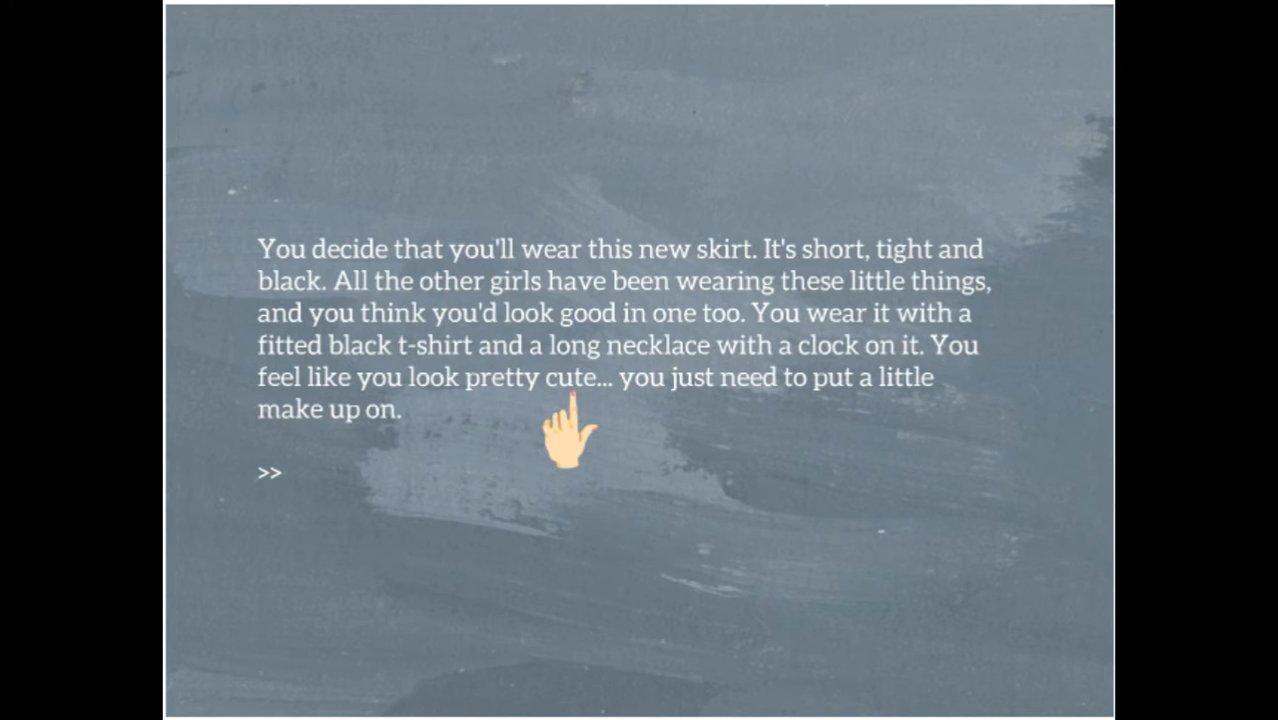 You decide that you'll wear this new skirt. It's short, tight and
black. All the other girls have been wearing these little things,
and you think you'd look good in one too. You wear it with a
fitted black t-shirt and a long necklace with a clock on it. You
feel like you look pretty cute... you just need to put a little
make up on.
>>